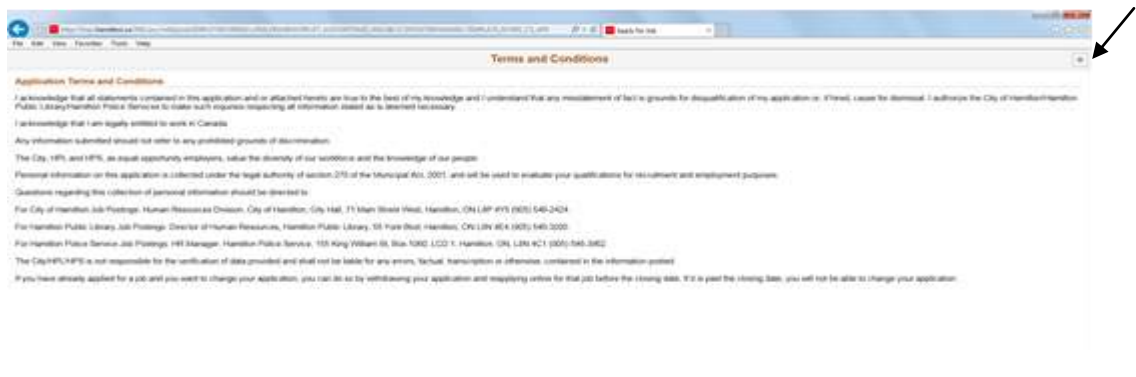 File Edit View Favorites Tools Help
Terms and Conditions
Application Terms and Conditions
I acknowledge that all statements contained in this application and or attached hereto are true to the best of my knowledge and I understand that any misstatement of fact is grounds for disqualification of my application or, if hired, cause for dismissal. I authorize the City of Hamilton/Hamilton
Public Library/Hamilton Police Services to make such inquiries respecting all information stated as is deemed necessary.
I acknowledge that I am legally entitled to work in Canada.
Any information submitted should not refer to any prohibited grounds of discrimination.
The City, HPL and HPS, as equal opportunity employers, value the diversity of our workforce and the knowledge of our people.
Personal information on this application is collected under the legal authority of section 270 of the Municipal Act, 2001, and will be used to evaluate your qualifications for recruitment and employment purposes.
Questions regarding this collection of personal information should be directed to:
For City of Hamilton Job Postings: Human Resources Division, City of Hamilton, City Hall, 71 Main Street West, Hamilton, ON L8P 4Y5 (905) 546-2424
For Hamilton Public Library Job Postings: Director of Human Resources, Hamilton Public Library, 55 York Blvd, Hamilton, ON L8N 4E4 (905) 546-3200
For Hamilton Police Service Job Postings: HR Manager, Hamilton Police Service, 155 King William St, Box 1060, LCD 1, Hamilton, ON, L8N 4C1 (905)
The City/HPL/HPS is not responsible for the verification of data provided and shall not be liable for any errors, factual, transcription or otherwise, contained in the information posted.
If you have already applied for a job and you want to change your application, you can do so by withdrawing your application and reapplying online for that job before the closing date. If it is past the closing date, you will not be able to change your application.